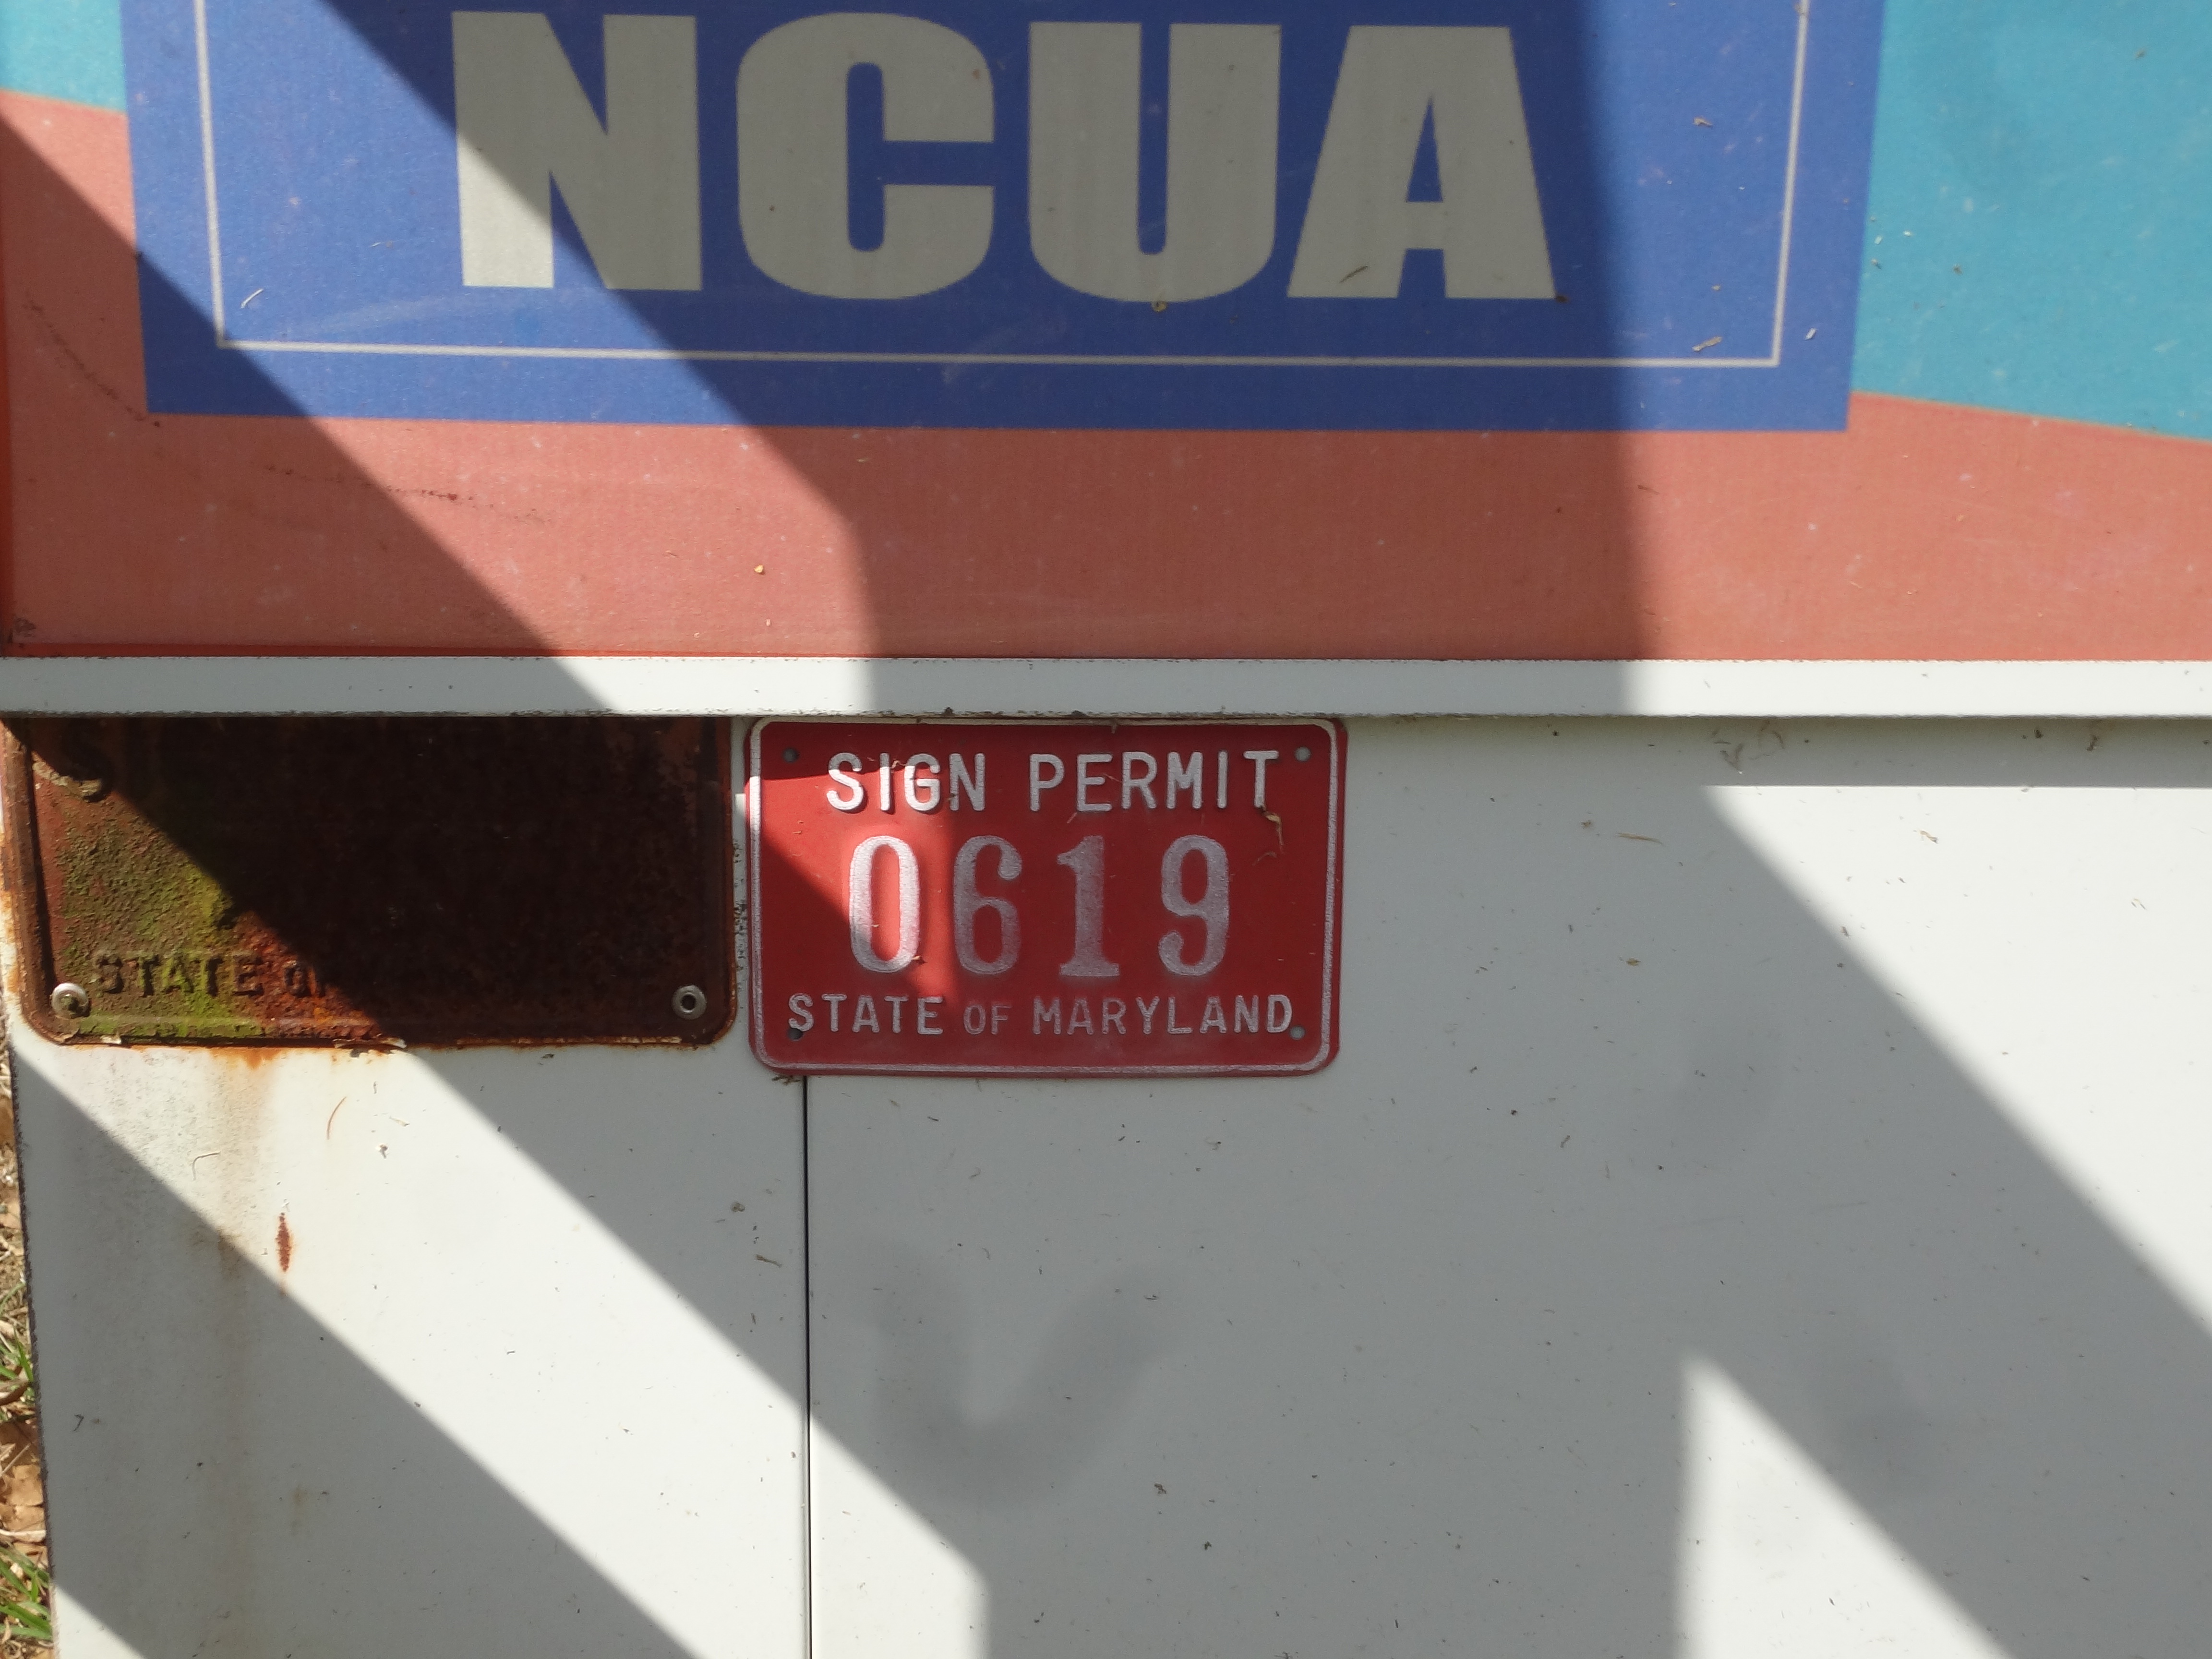 NCUA
SIGN PERMIT
0619
STATE OF MARYLAND
STATE OF